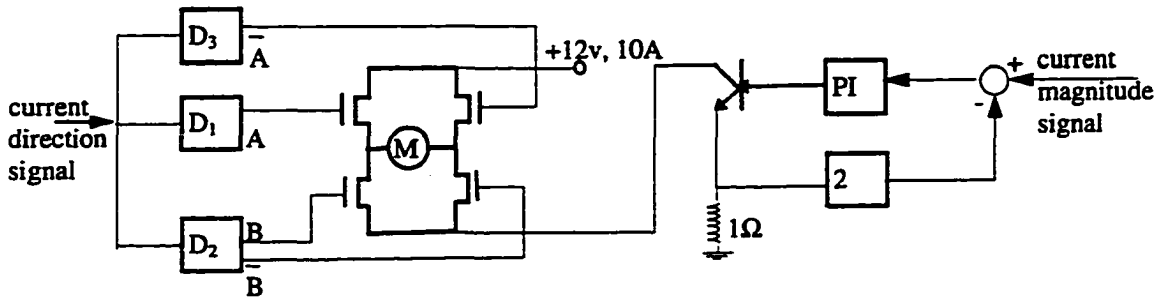 D3
A
+12v, 10A
current
direction
signal
D1
A
M
D2
B
B
PI
+
-
current
magnitude
signal
2
1Ω